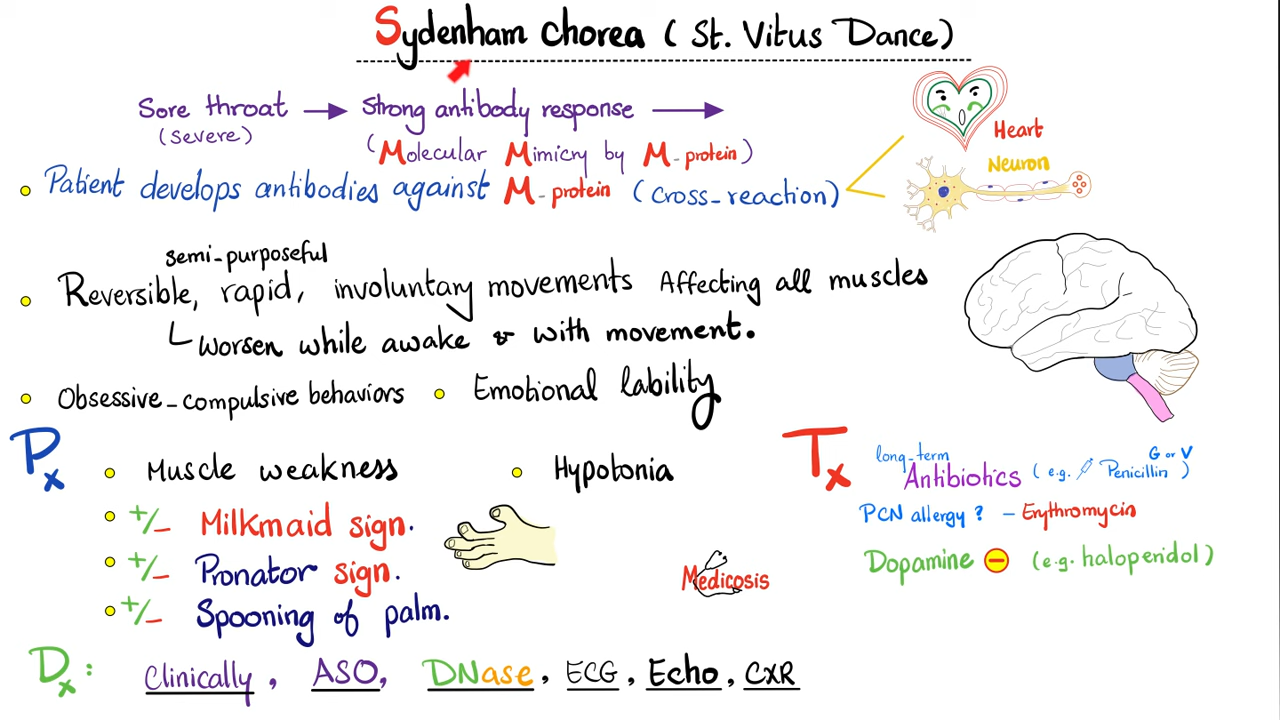 Sydenham chorea (St. Vitus Dance)
Sore throat → Strong antibody response →
(severe) (Molecular Mimicry by M-protein)
Heart
Neuron
Patient develops antibodies against M-protein (cross-reaction)
semi-purposeful
Reversible, rapid, involuntary movements Affecting all muscles
Worsen while awake & with movement.
Obsessive-compulsive behaviors Emotional lability
Px
Muscle weakness Hypotonia
+/- Milkmaid sign.
+/- Pronator sign.
+/- Spooning of palm.
Tx
long-term G or V
Antibiotics (e.g. Penicillin)
PCN allergy? - Erythromycin
Dopamine - (e.g. haloperidol)
Medicosis
Dx: Clinically, ASO, DNase, ECG, Echo, CXR